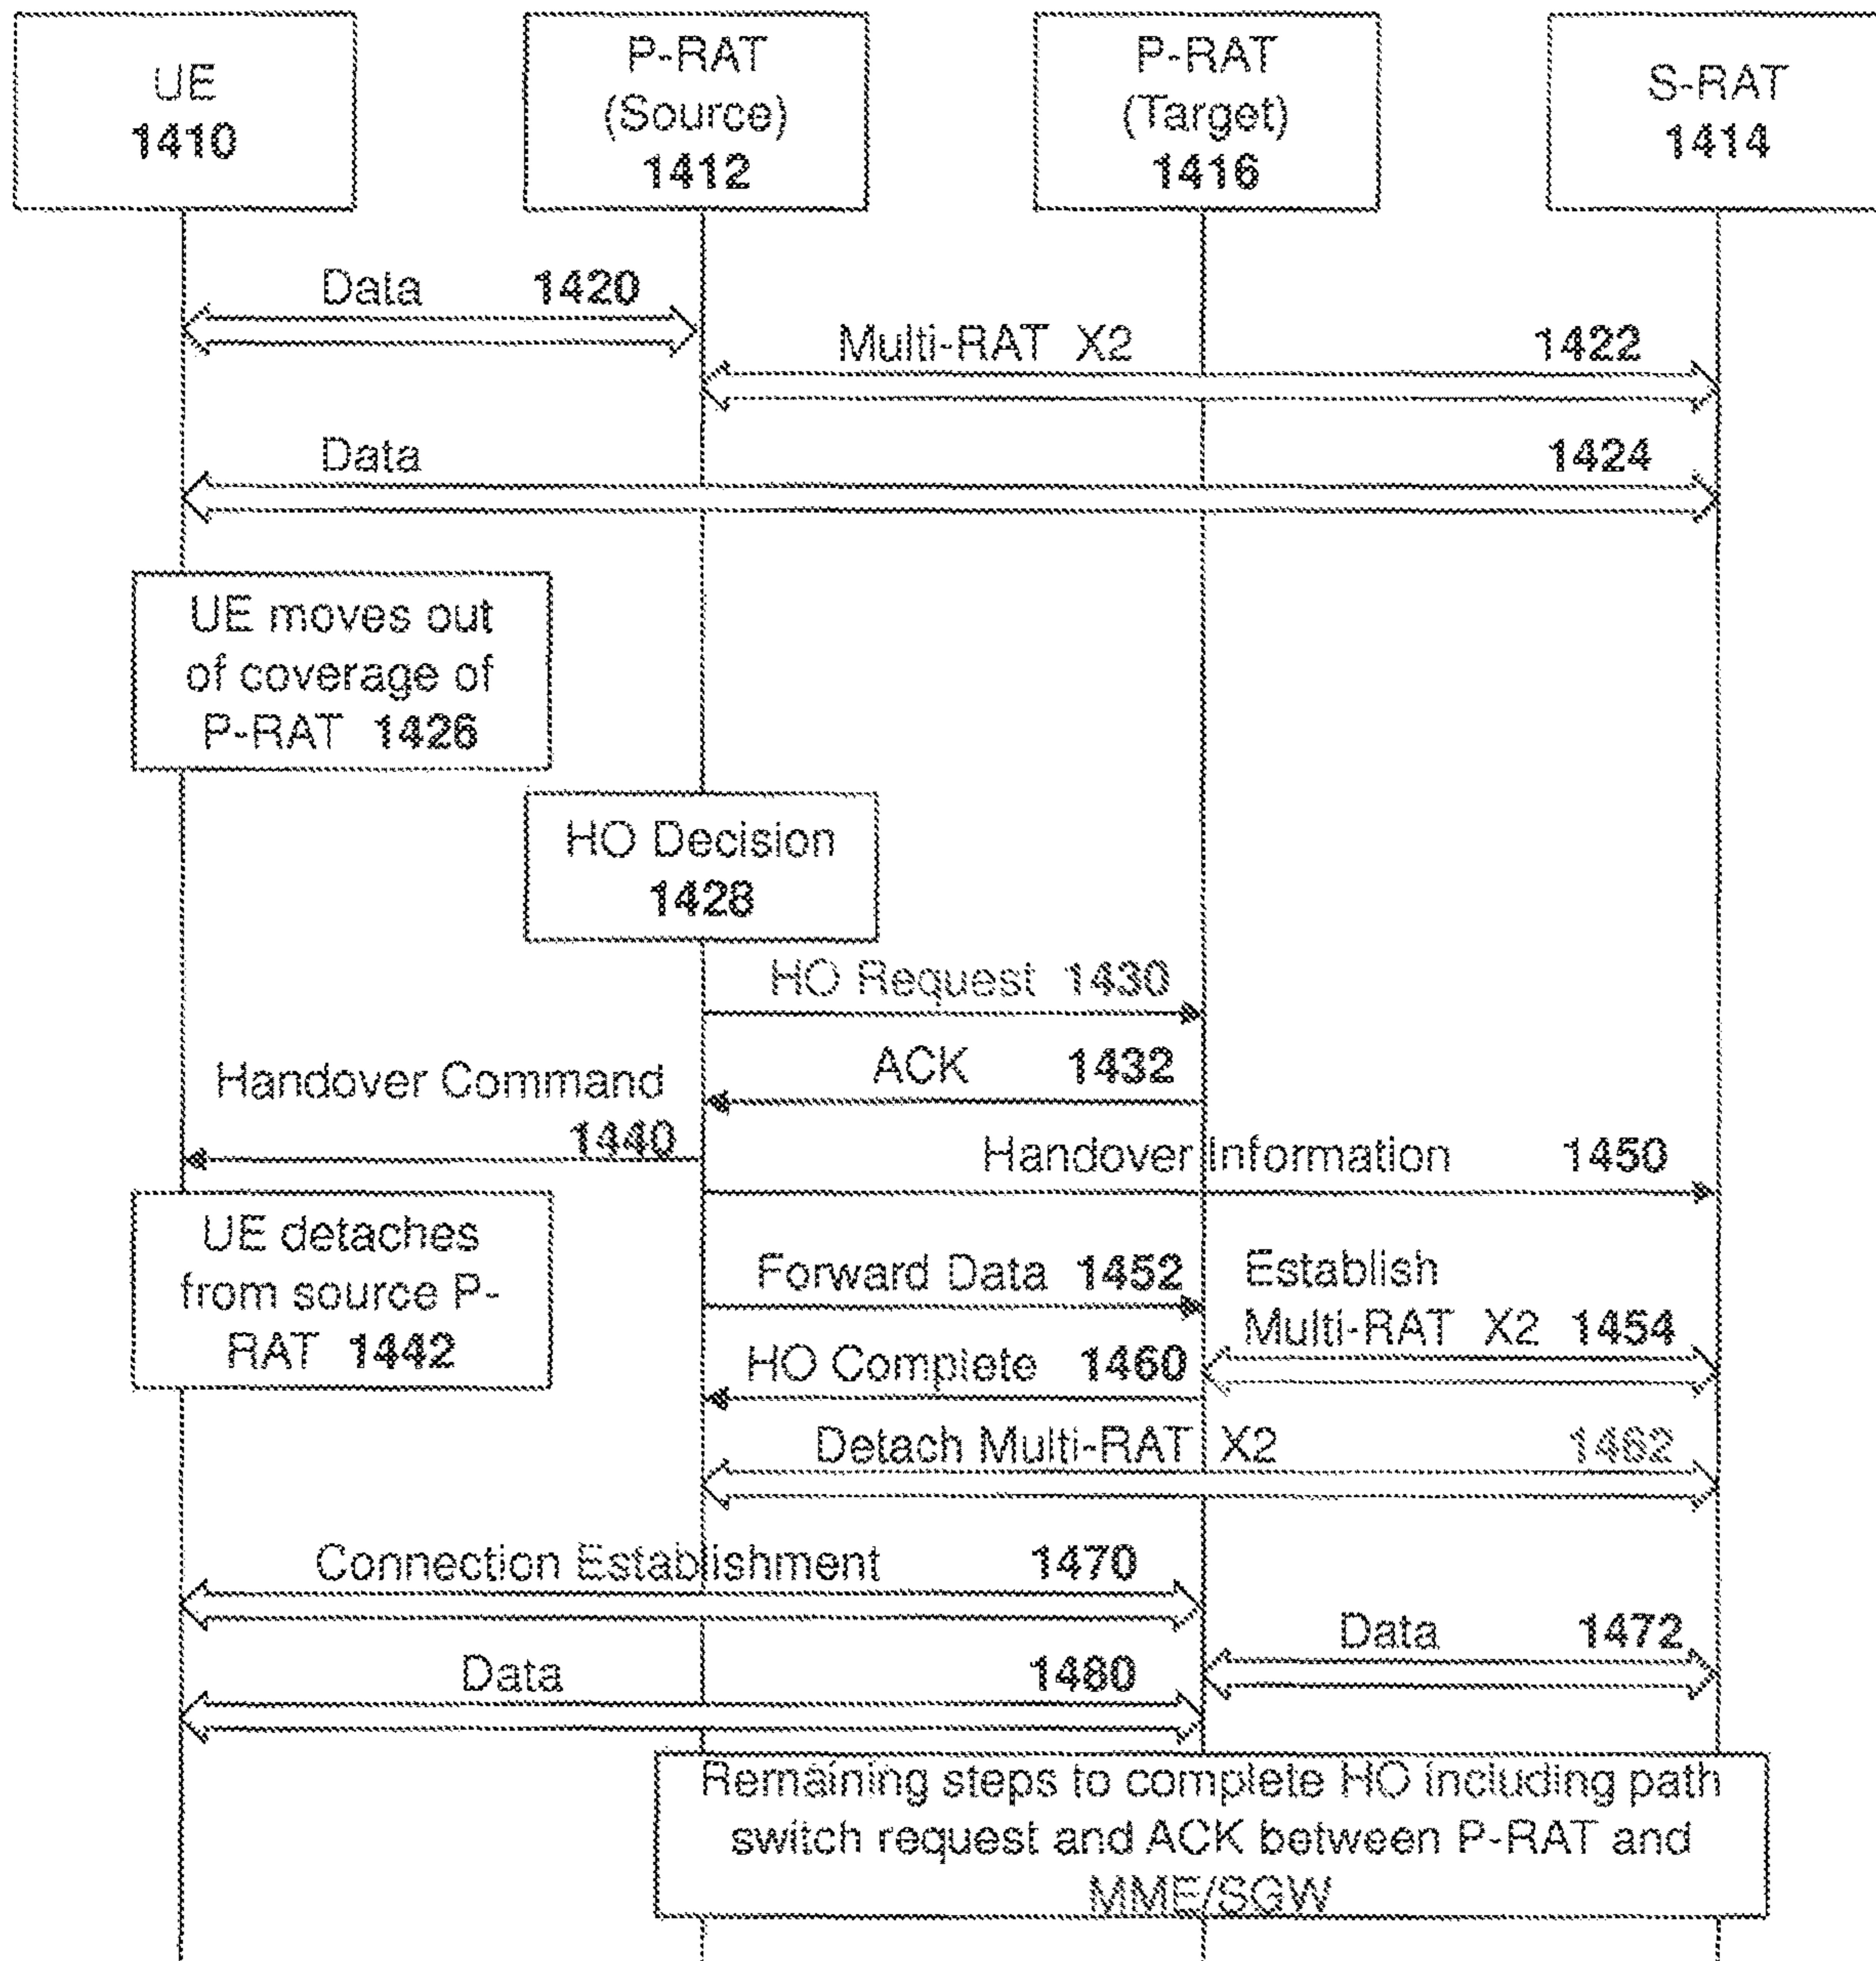 UE
1410
P-RAT
(Source)
1412
P-RAT
(Target)
1416
S-RAT
1414
Data 1420
Multi-RAT X2 1422
Data 1424
UE moves out
of coverage of
P-RAT 1426
HO Decision
1428
HO Request 1430
ACK 1432
Handover Command
1440
Handover Information 1450
UE detaches
from source P-
RAT 1442
Forward Data 1452
Establish
Multi-RAT X2 1454
HO Complete 1460
Detach Multi-RAT X2 1462
Connection Establishment 1470
Data 1472
Data 1480
Remaining steps to complete HO including path
switch request and ACK between P-RAT and
MME/SGW